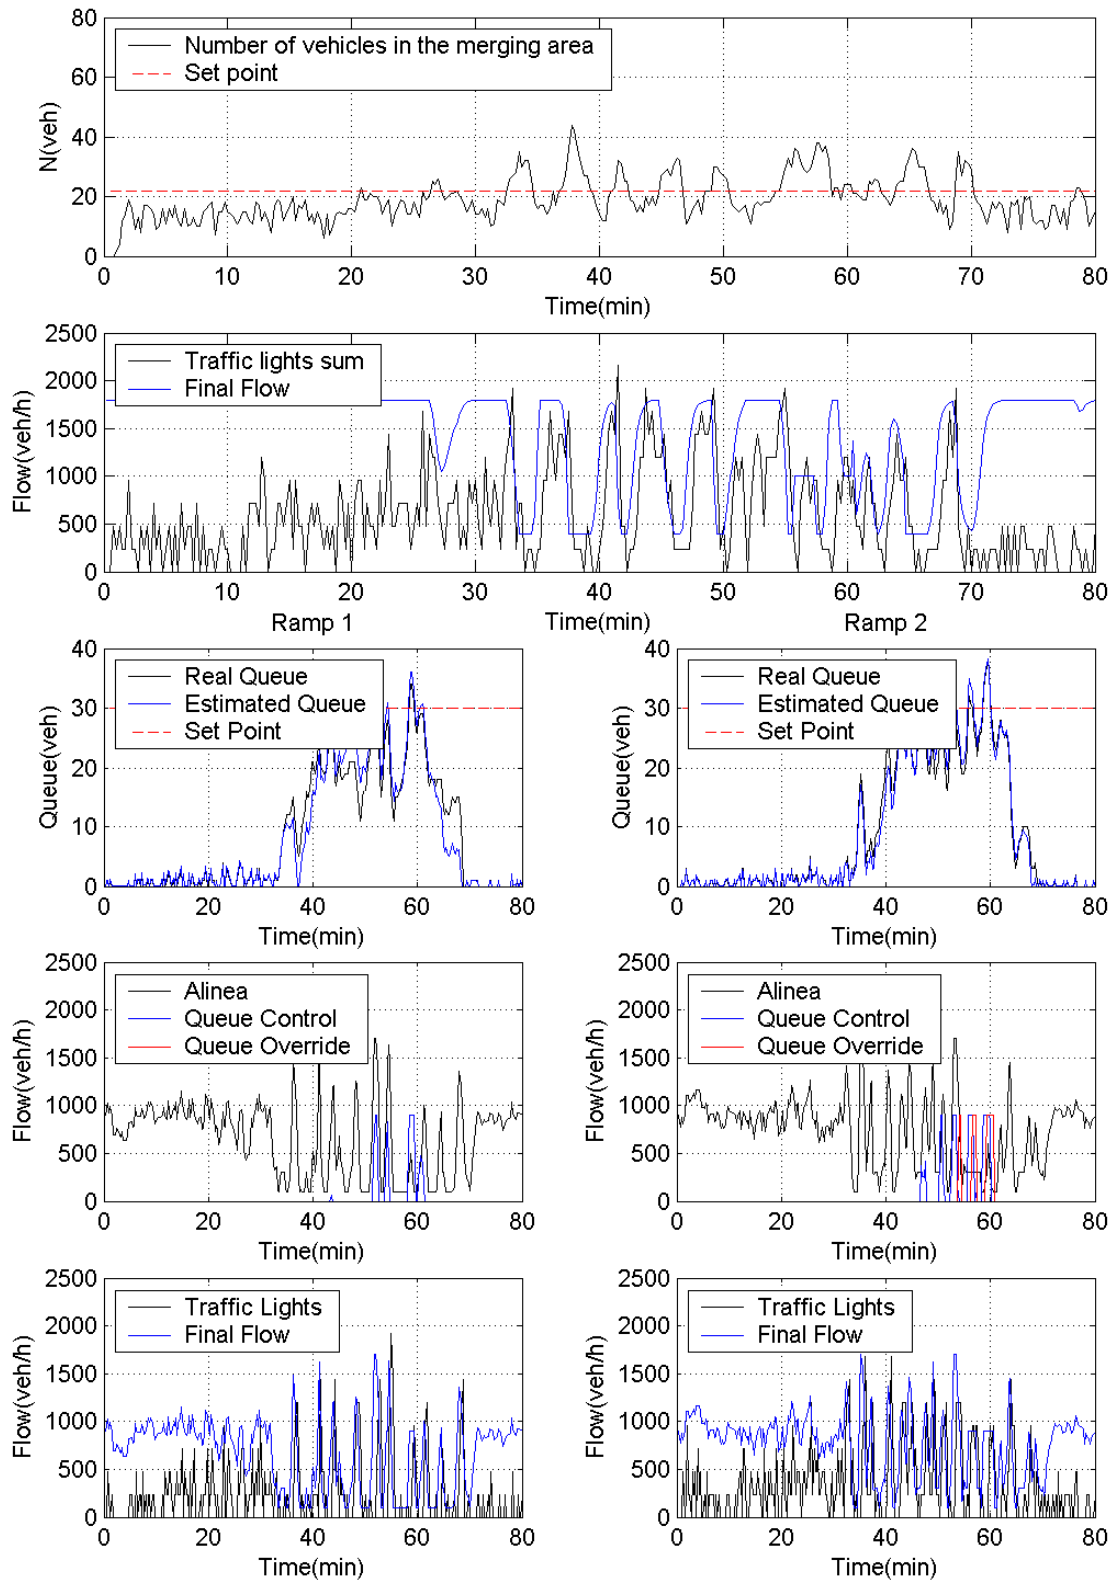 80
60
40
20
0
N(veh)
Number of vehicles in the merging area
Set point
0 10 20 30 40 50 60 70 80
Time(min)
2500
2000
1500
1000
500
0
Flow(veh/h)
Traffic lights sum
Final Flow
0 10 20 30 40 50 60 70 80
Time(min)
Ramp 1
40
30
20
10
0
Queue(veh)
Real Queue
Estimated Queue
Set Point
0 20 40 60 80
Time(min)
Ramp 2
40
30
20
10
0
Queue(veh)
Real Queue
Estimated Queue
Set Point
0 20 40 60 80
Time(min)
2500
2000
1500
1000
500
0
Flow(veh/h)
Alinea
Queue Control
Queue Override
0 20 40 60 80
Time(min)
2500
2000
1500
1000
500
0
Flow(veh/h)
Alinea
Queue Control
Queue Override
0 20 40 60 80
Time(min)
2500
2000
1500
1000
500
0
Flow(veh/h)
Traffic Lights
Final Flow
0 20 40 60 80
Time(min)
2500
2000
1500
1000
500
0
Flow(veh/h)
Traffic Lights
Final Flow
0 20 40 60 80
Time(min)